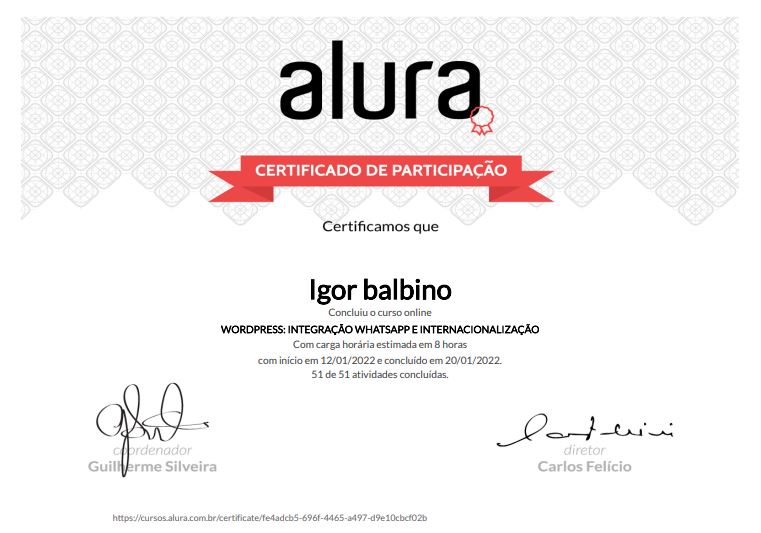 alura
CERTIFICADO DE PARTICIPAÇÃO
Certificamos que
Igor balbino
Concluiu o curso online
WORDPRESS: INTEGRAÇÃO WHATSAPP E INTERNACIONALIZAÇÃO
Com carga horária estimada em 8 horas
com início em 12/01/2022 e concluído em 20/01/2022.
51 de 51 atividades concluídas.
coordenador
Guilherme Silveira
diretor
Carlos Felício
https://cursos.alura.com.br/certificate/fe4adcb5-696f-4465-a497-d9e10cbcf02b